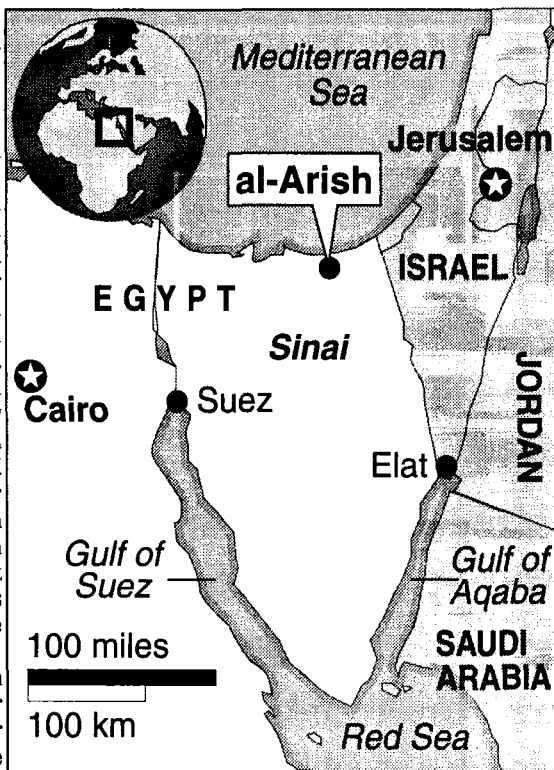 Mediterranean
Sea
Jerusalem
al-Arish
ISRAEL
EGYPT
Sinai
JORDAN
Cairo
Suez
Elat
Gulf of
Suez
Gulf of
Aqaba
100 miles
100 km
SAUDI
ARABIA
Red Sea